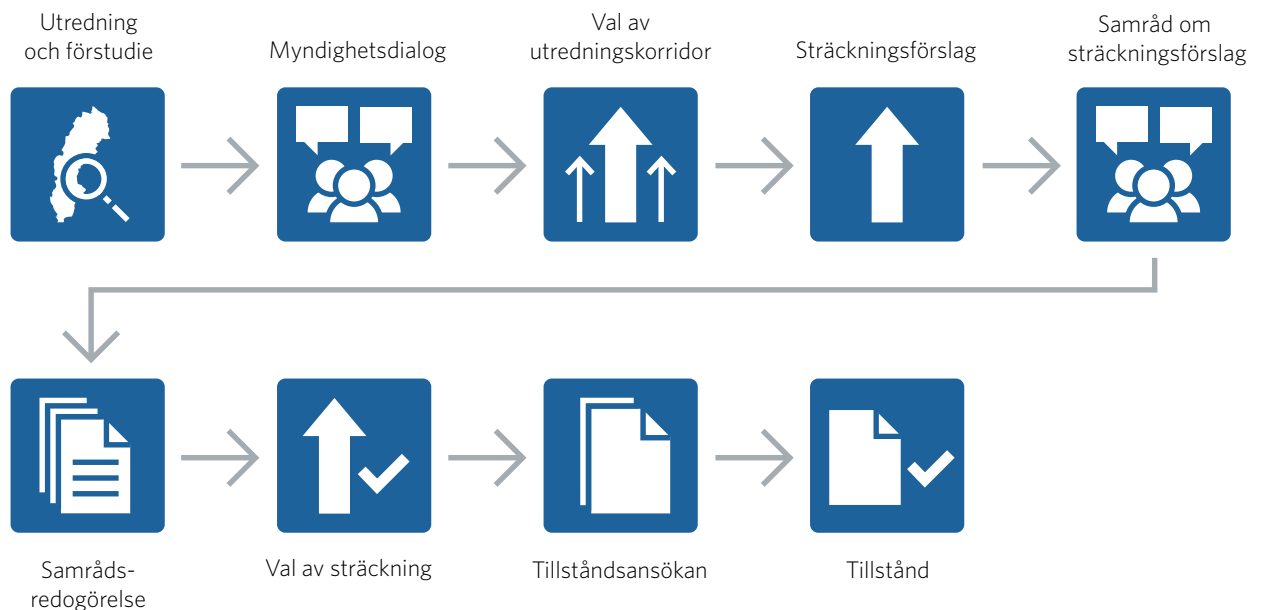 Utredning
och förstudie
Myndighetsdialog
Val av
utredningskorridor
Sträckningsförslag
Samråd om
sträckningsförslag
Samråds-
redogörelse
Val av sträckning
Tillståndsansökan
Tillstånd